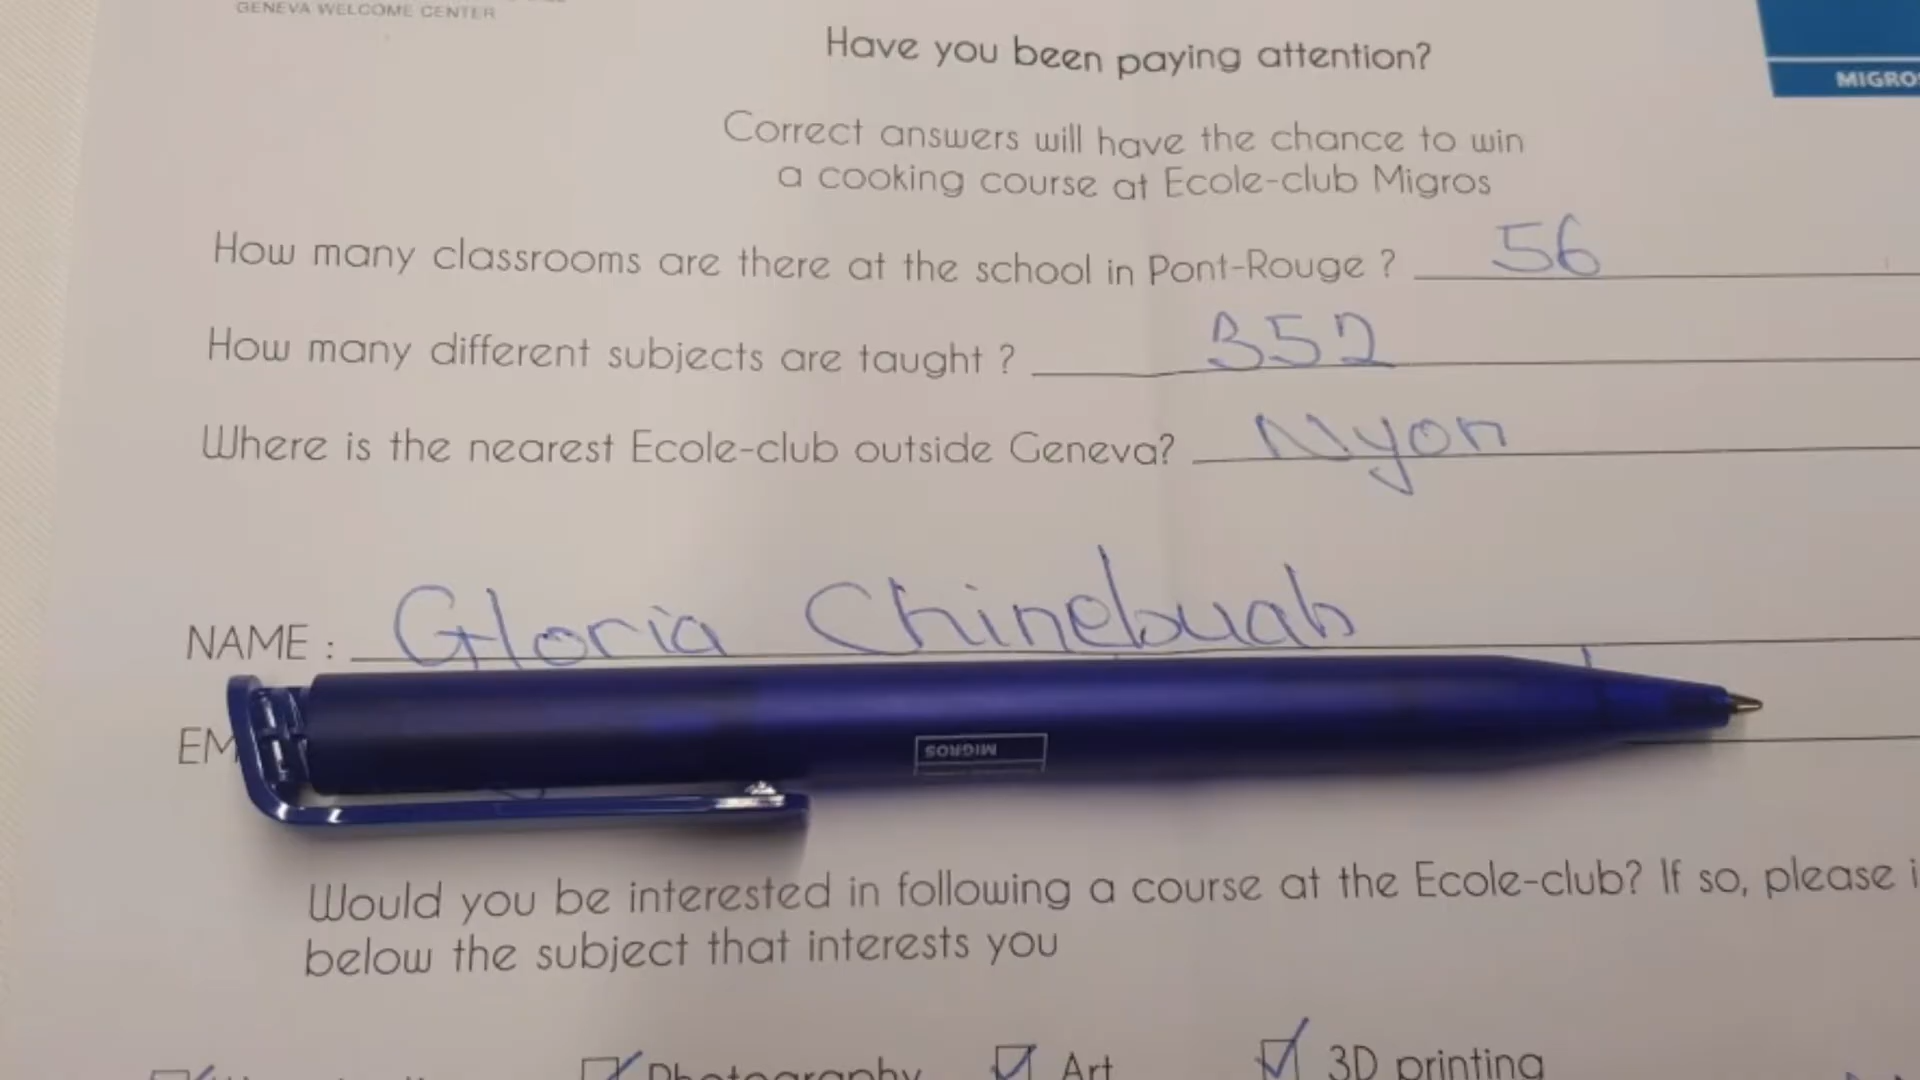 GENEVA WELCOME CENTER
Have you been paying attention?
MIGROS
Correct answers will have the chance to win
a cooking course at Ecole-club Migros
How many classrooms are there at the school in Pont-Rouge ? 56
How many different subjects are taught ? 352
Where is the nearest Ecole-club outside Geneva? Nyon
NAME : Gloria Chinebuah
EM
MIGROS
Would you be interested in following a course at the Ecole-club? If so, please i
below the subject that interests you
Photography Art 3D printing